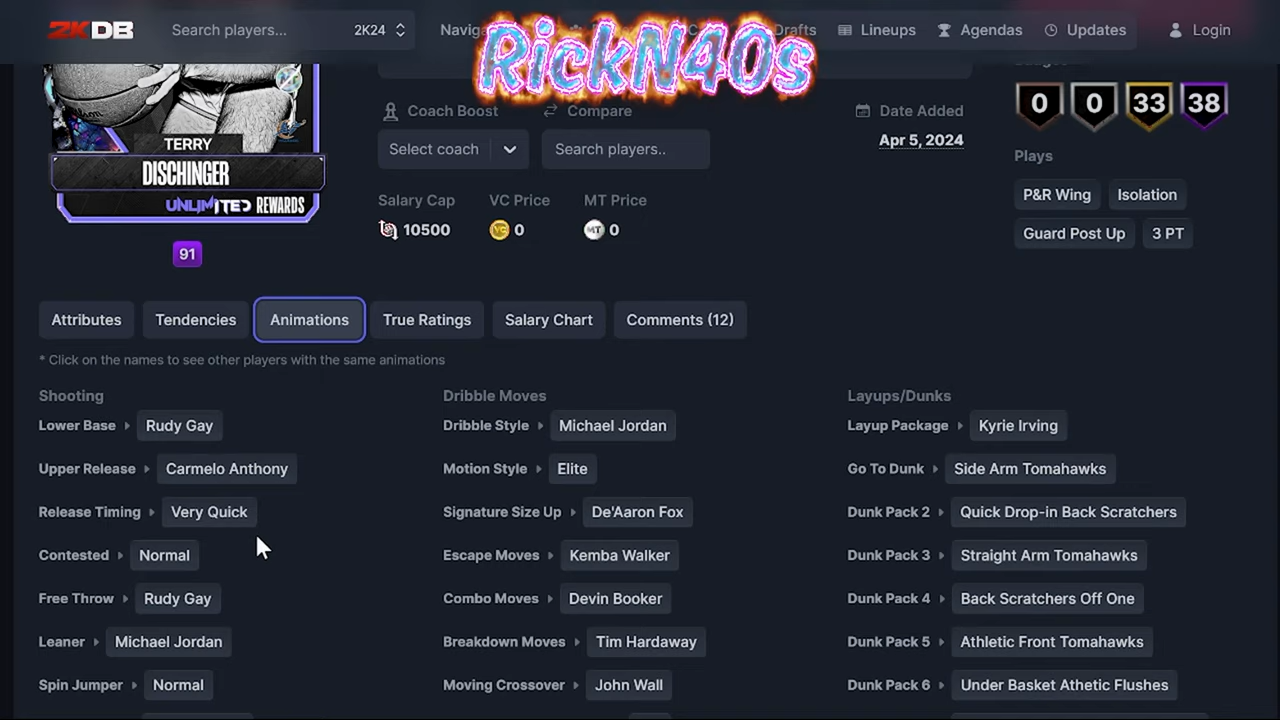 2KDB Search players... 2K24 Drafts Lineups Agendas Updates Login
RickN40s
Coach Boost Compare Date Added
Select coach Search players.. Apr 5, 2024
0 0 33 38
Plays
P&R Wing Isolation
Guard Post Up 3 PT
TERRY
DISCHINGER
UNLIMITED REWARDS
91
Salary Cap VC Price MT Price
10500 VC 0 MT 0
Attributes Tendencies Animations True Ratings Salary Chart Comments (12)
* Click on the names to see other players with the same animations
Shooting
Lower Base Rudy Gay
Upper Release Carmelo Anthony
Release Timing Very Quick
Contested Normal
Free Throw Rudy Gay
Leaner Michael Jordan
Spin Jumper Normal
Dribble Moves
Dribble Style Michael Jordan
Motion Style Elite
Signature Size Up De'Aaron Fox
Escape Moves Kemba Walker
Combo Moves Devin Booker
Breakdown Moves Tim Hardaway
Moving Crossover John Wall
Layups/Dunks
Layup Package Kyrie Irving
Go To Dunk Side Arm Tomahawks
Dunk Pack 2 Quick Drop-in Back Scratchers
Dunk Pack 3 Straight Arm Tomahawks
Dunk Pack 4 Back Scratchers Off One
Dunk Pack 5 Athletic Front Tomahawks
Dunk Pack 6 Under Basket Athetic Flushes